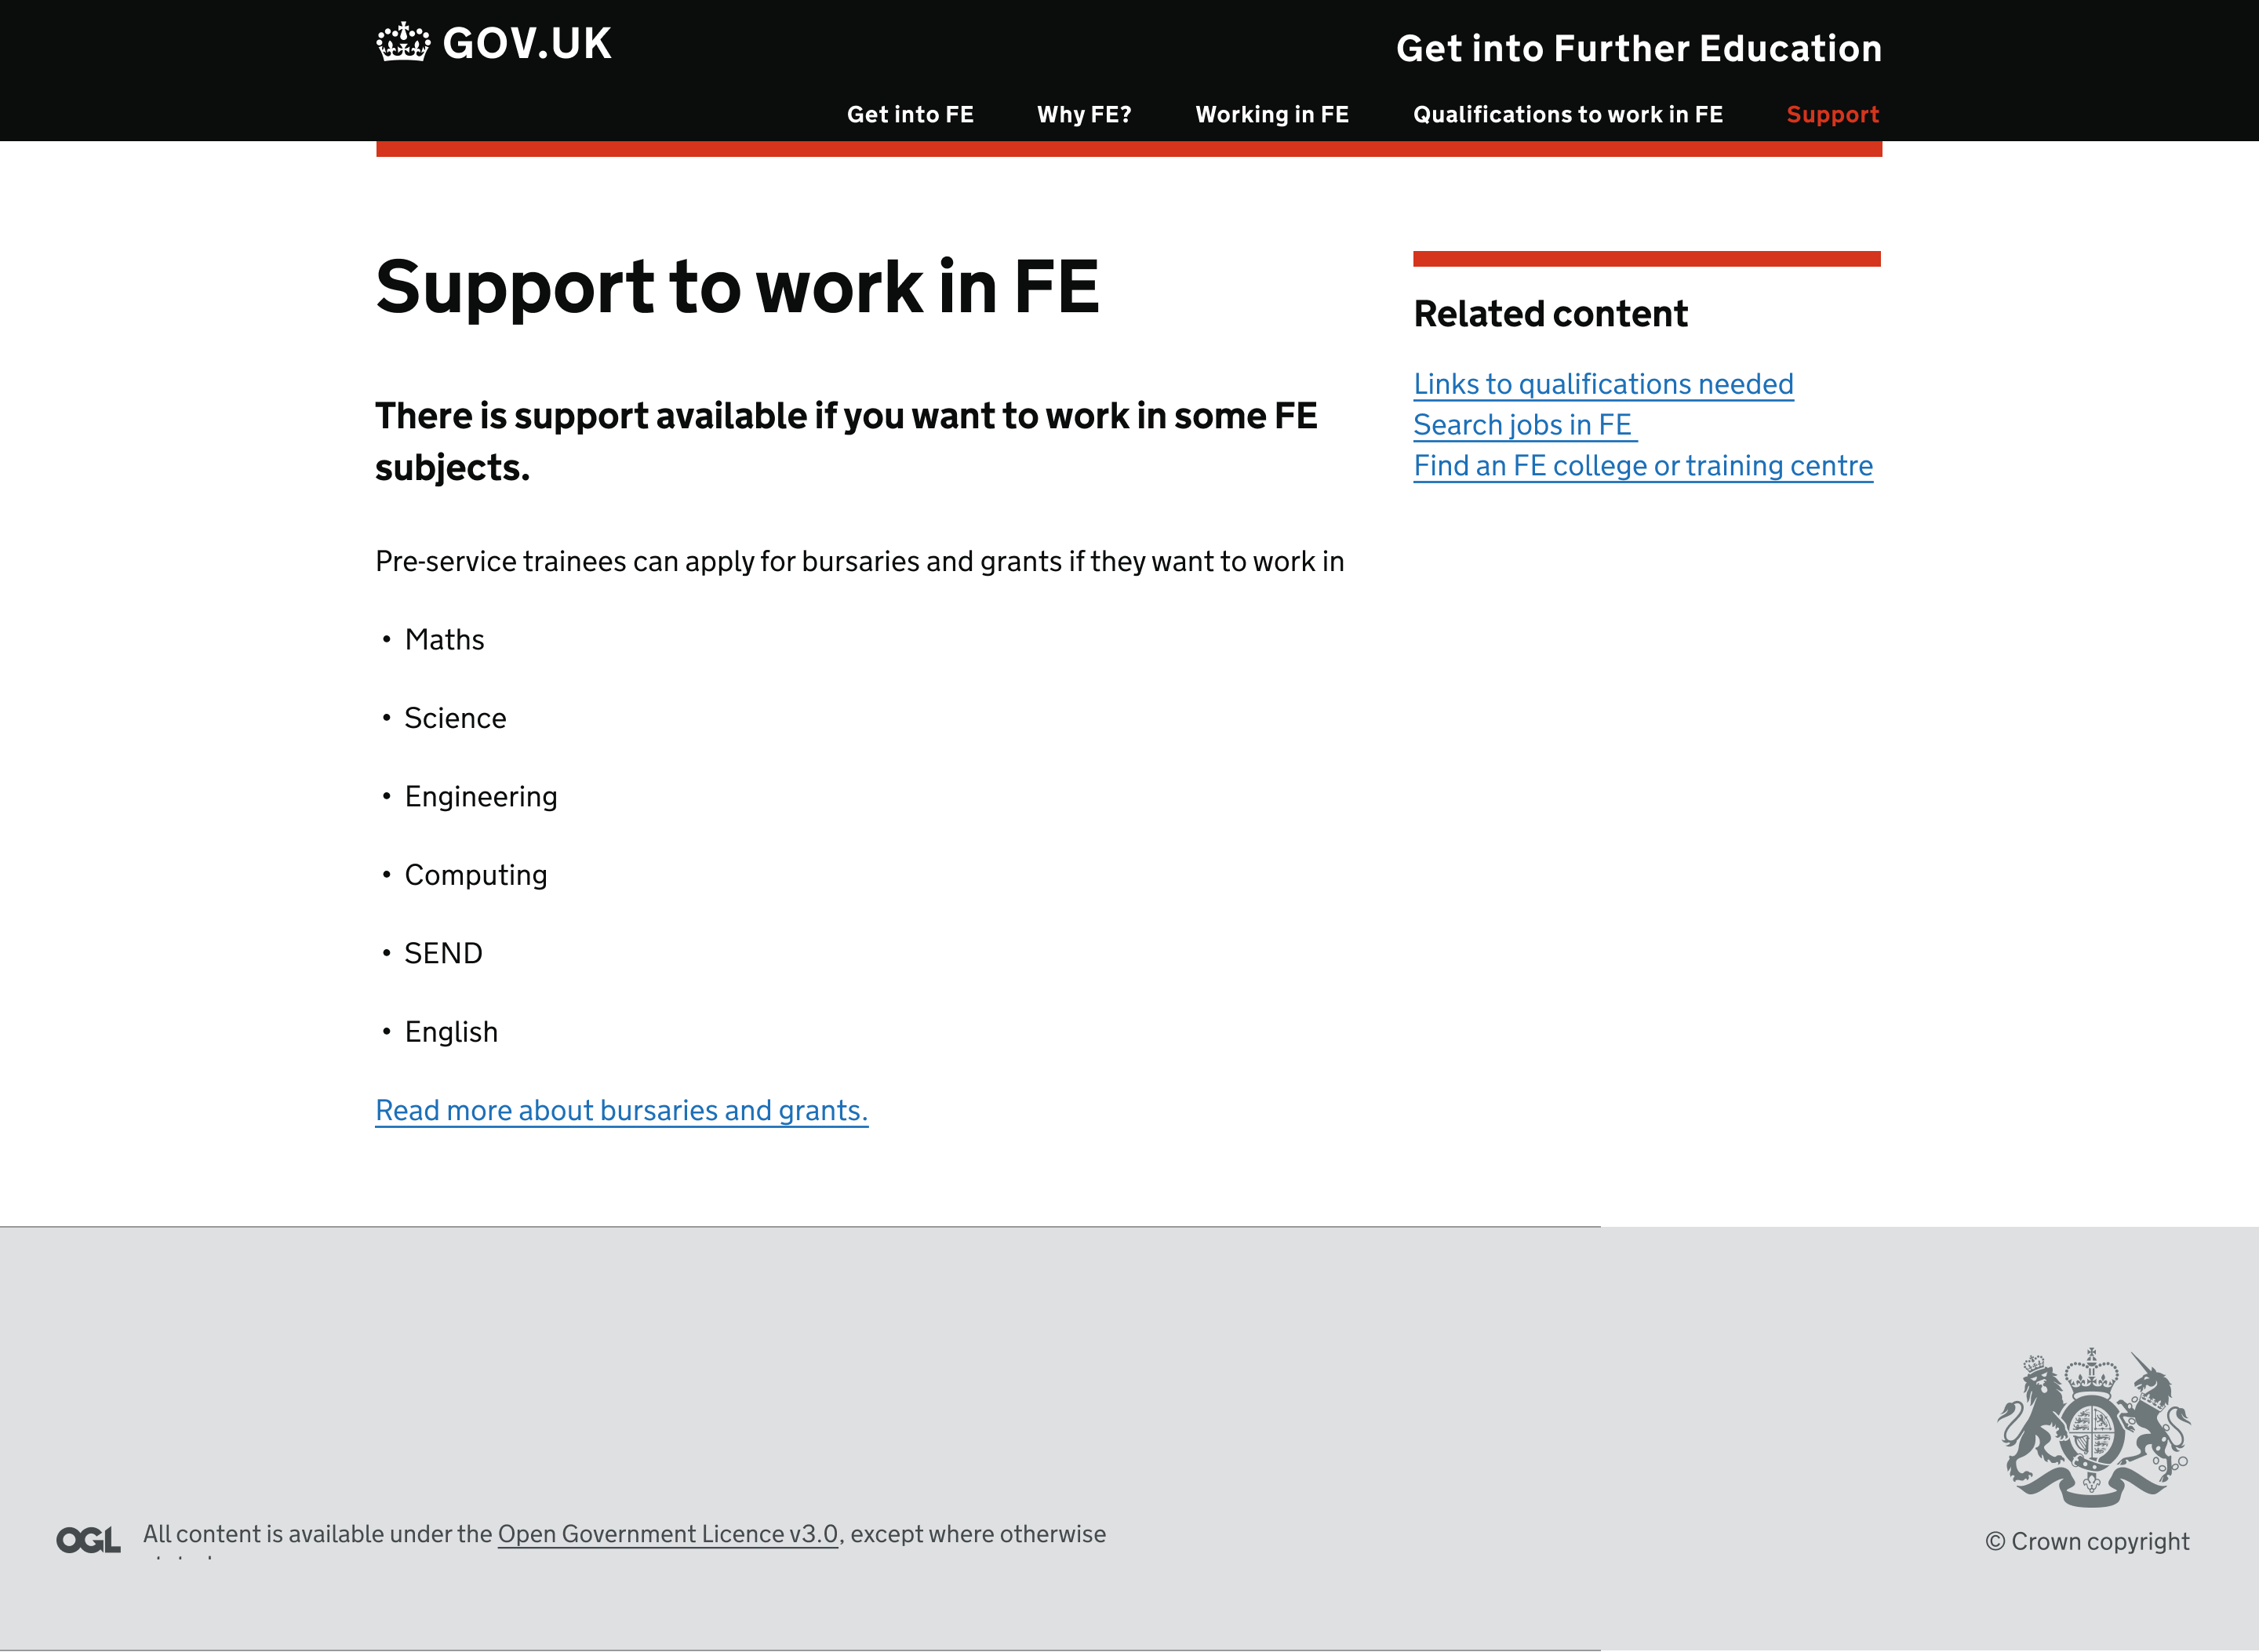 GOV.UK
Get into Further Education
Get into FE
Why FE?
Working in FE
Qualifications to work in FE
Support
Support to work in FE
There is support available if you want to work in some FE
subjects.
Pre-service trainees can apply for bursaries and grants if they want to work in
• Maths
• Science
• Engineering
• Computing
• SEND
• English
Read more about bursaries and grants.
Related content
Links to qualifications needed
Search jobs in FE
Find an FE college or training centre
OGL
All content is available under the Open Government Licence v3.0, except where otherwise
© Crown copyright